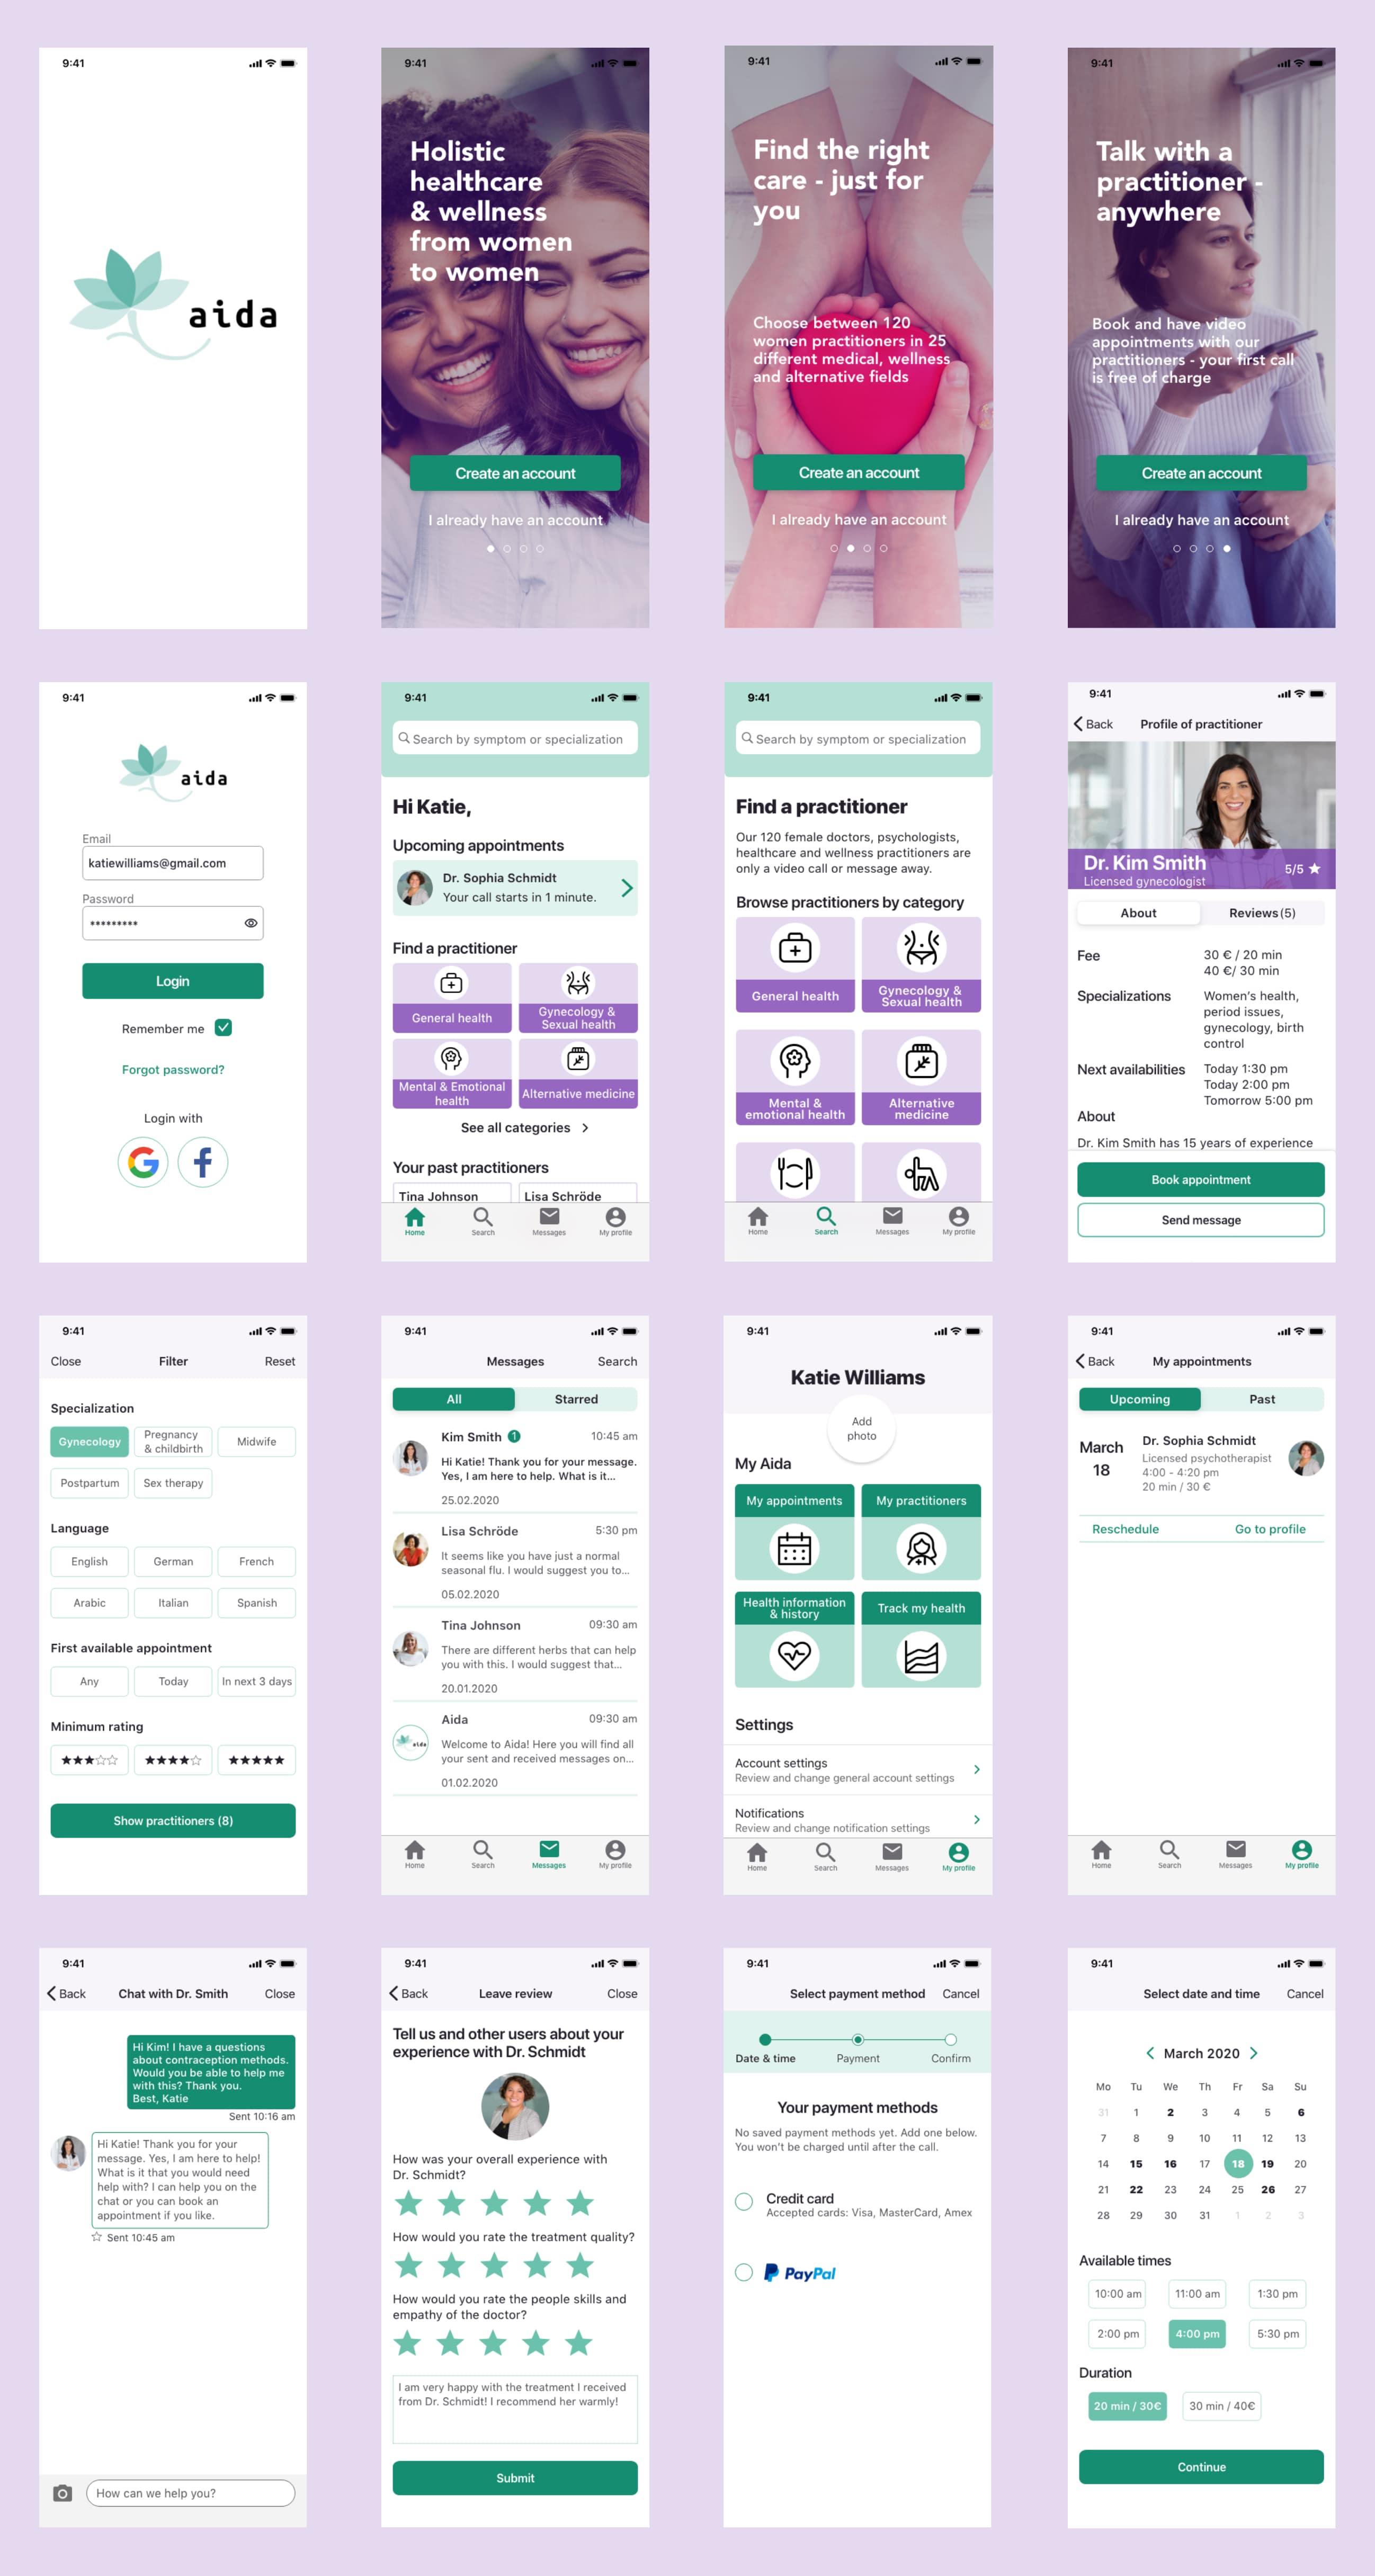 9:41
aida
9:41
Holistic
healthcare
& wellness
from women
to women
Create an account
I already have an account
9:41
Find the right
care - just for
you
Choose between 120
women practitioners in 25
different medical, wellness
and alternative fields
Create an account
I already have an account
9:41
Talk with a
practitioner -
anywhere
Book and have video
appointments with our
practitioners - your first call
is free of charge
Create an account
I already have an account
9:41
aida
Email
katiewilliams@gmail.com
Password
*********
Login
Remember me
Forgot password?
Login with
G f
9:41
Search by symptom or specialization
Hi Katie,
Upcoming appointments
Dr. Sophia Schmidt
Your call starts in 1 minute.
Find a practitioner
General health
Gynecology &
Sexual health
Mental & Emotional
health
Alternative medicine
See all categories
Your past practitioners
Tina Johnson Lisa Schröde
Home Search Messages My profile
9:41
Search by symptom or specialization
Find a practitioner
Our 120 female doctors, psychologists,
healthcare and wellness practitioners are
only a video call or message away.
Browse practitioners by category
General health
Gynecology &
Sexual health
Mental &
emotional health
Alternative
medicine
Home Search Messages My profile
9:41
Back Profile of practitioner
Dr. Kim Smith
Licensed gynecologist
5/5 ★
About Reviews (5)
Fee 30 € / 20 min
40 €/ 30 min
Specializations Women's health,
period issues,
gynecology, birth
control
Next availabilities Today 1:30 pm
Today 2:00 pm
Tomorrow 5:00 pm
About
Dr. Kim Smith has 15 years of experience
Book appointment
Send message
9:41
Close Filter Reset
Specialization
Gynecology
Pregnancy
& childbirth
Midwife
Postpartum Sex therapy
Language
English German French
Arabic Italian Spanish
First available appointment
Any Today In next 3 days
Minimum rating
★★★☆☆ ★★★★☆ ★★★★★
Show practitioners (8)
9:41
Messages Search
All Starred
Kim Smith 1 10:45 am
Hi Katie! Thank you for your message.
Yes, I am here to help. What is it...
25.02.2020
Lisa Schröde 5:30 pm
It seems like you have just a normal
seasonal flu. I would suggest you to...
05.02.2020
Tina Johnson 09:30 am
There are different herbs that can help
you with this. I would suggest that...
20.01.2020
Aida 09:30 am
aida
Welcome to Aida! Here you will find all
your sent and received messages on...
01.02.2020
Home Search Messages My profile
9:41
Katie Williams
Add
photo
My Aida
My appointments My practitioners
Health information
& history
Track my health
Settings
Account settings
Review and change general account settings
Notifications
Review and change notification settings
Home Search Messages My profile
9:41
Back My appointments
Upcoming Past
March
18
Dr. Sophia Schmidt
Licensed psychotherapist
4:00 - 4:20 pm
20 min / 30 €
Reschedule Go to profile
Home Search Messages My profile
9:41
Back Chat with Dr. Smith Close
Hi Kim! I have a questions
about contraception methods.
Would you be able to help me
with this? Thank you.
Best, Katie
Sent 10:16 am
Hi Katie! Thank you for your
message. Yes, I am here to help!
What is it that you would need
help with? I can help you on the
chat or you can book an
appointment if you like.
☆ Sent 10:45 am
How can we help you?
9:41
Back Leave review Close
Tell us and other users about your
experience with Dr. Schmidt
How was your overall experience with
Dr. Schmidt?
How would you rate the treatment quality?
How would you rate the people skills and
empathy of the doctor?
I am very happy with the treatment I received
from Dr. Schmidt! I recommend her warmly!
Submit
9:41
Select payment method Cancel
Date & time Payment Confirm
Your payment methods
No saved payment methods yet. Add one below.
You won't be charged until after the call.
Credit card
Accepted cards: Visa, MasterCard, Amex
PayPal
9:41
Select date and time Cancel
March 2020
Mo Tu We Th Fr Sa Su
31 1 2 3 4 5 6
7 8 9 10 11 12 13
14 15 16 17 18 19 20
21 22 23 24 25 26 27
28 29 30 31 1 2 3
Available times
10:00 am 11:00 am 1:30 pm
2:00 pm 4:00 pm 5:30 pm
Duration
20 min / 30€ 30 min / 40€
Continue